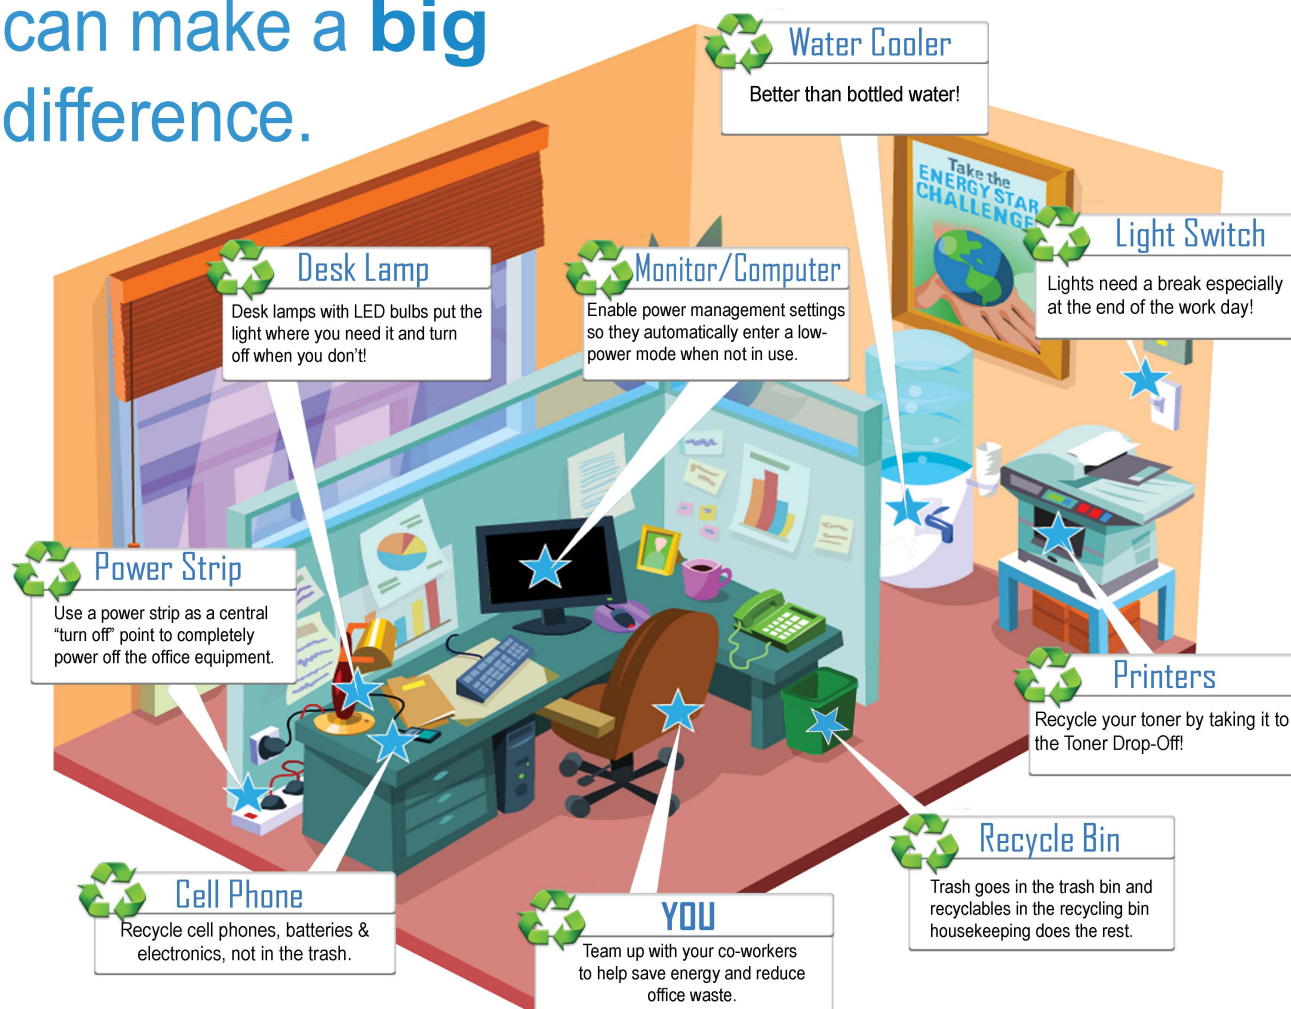 can make a big
difference.
Water Cooler
Better than bottled water!
Take the
ENERGY STAR
CHALLENGE
Light Switch
Lights need a break especially
at the end of the work day!
Desk Lamp
Desk lamps with LED bulbs put the
light where you need it and turn
off when you don't!
Monitor/Computer
Enable power management settings
so they automatically enter a low-
power mode when not in use.
Power Strip
Use a power strip as a central
“turn off” point to completely
power off the office equipment.
Printers
Recycle your toner by taking it to
the Toner Drop-Off!
Recycle Bin
Trash goes in the trash bin and
recyclables in the recycling bin
housekeeping does the rest.
Cell Phone
Recycle cell phones, batteries &
electronics, not in the trash.
YOU
Team up with your co-workers
to help save energy and reduce
office waste.